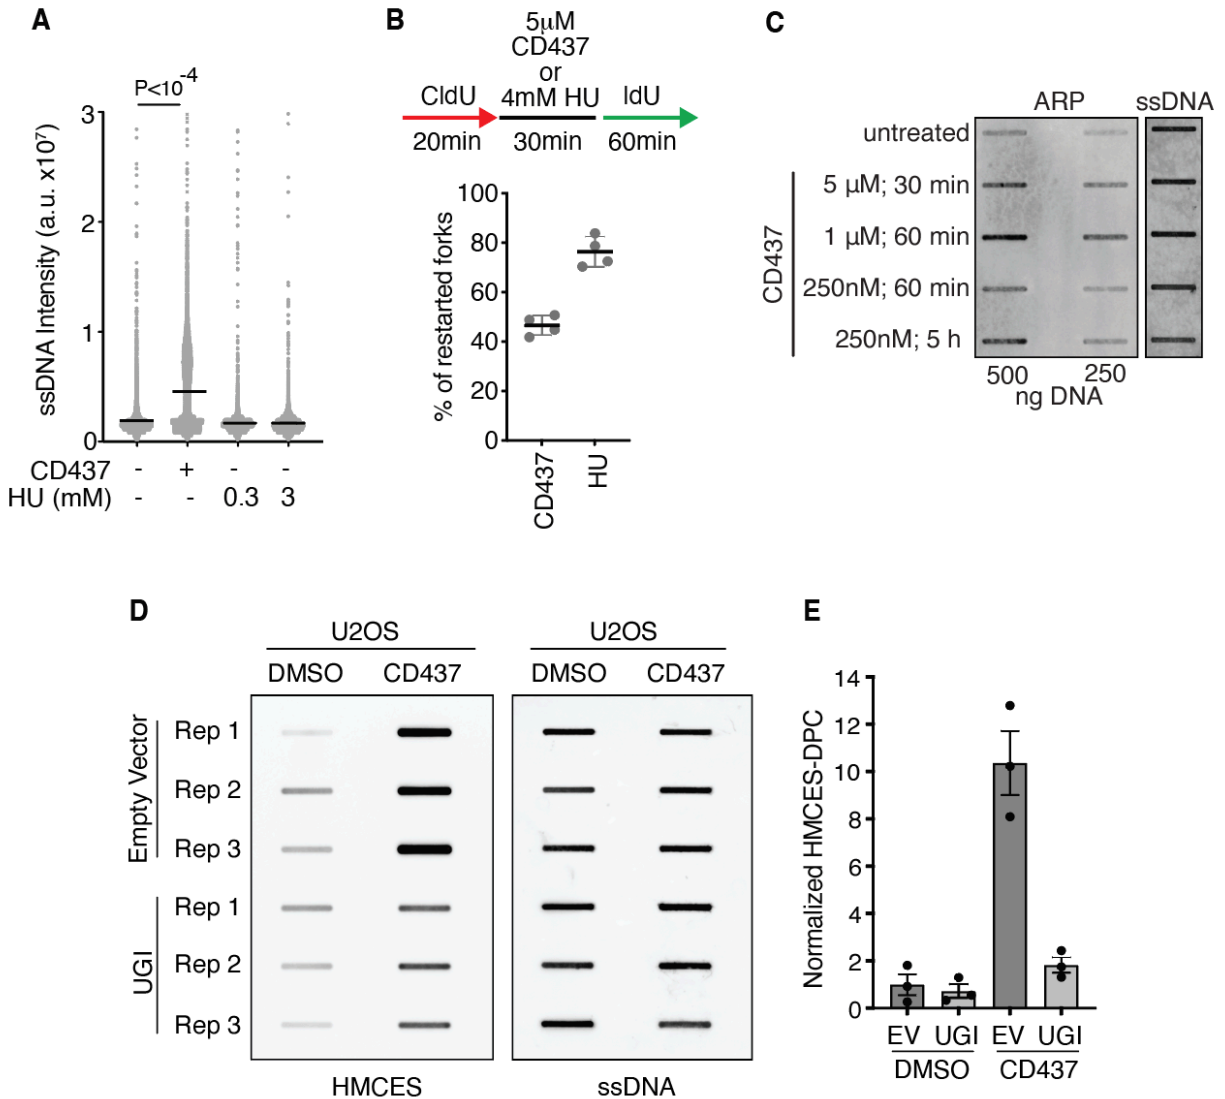 A
P<10-4
ssDNA Intensity (a.u. x10⁷)
3
2
1
0
CD437 - + - -
HU (mM) - - 0.3 3
B
5μM
CD437
or
4mM HU
CldU
IdU
20min 30min 60min
% of restarted forks
100
80
60
40
20
0
CD437
HU
C
ARP ssDNA
untreated
5 μM; 30 min
1 μM; 60 min
250nM; 60 min
250nM; 5 h
CD437
500 250
ng DNA
D
U2OS U2OS
DMSO CD437 DMSO CD437
Empty Vector
Rep 1
Rep 2
Rep 3
UGI
Rep 1
Rep 2
Rep 3
HMCES ssDNA
E
Normalized HMCES-DPC
14
12
10
8
6
4
2
0
EV UGI EV UGI
DMSO CD437